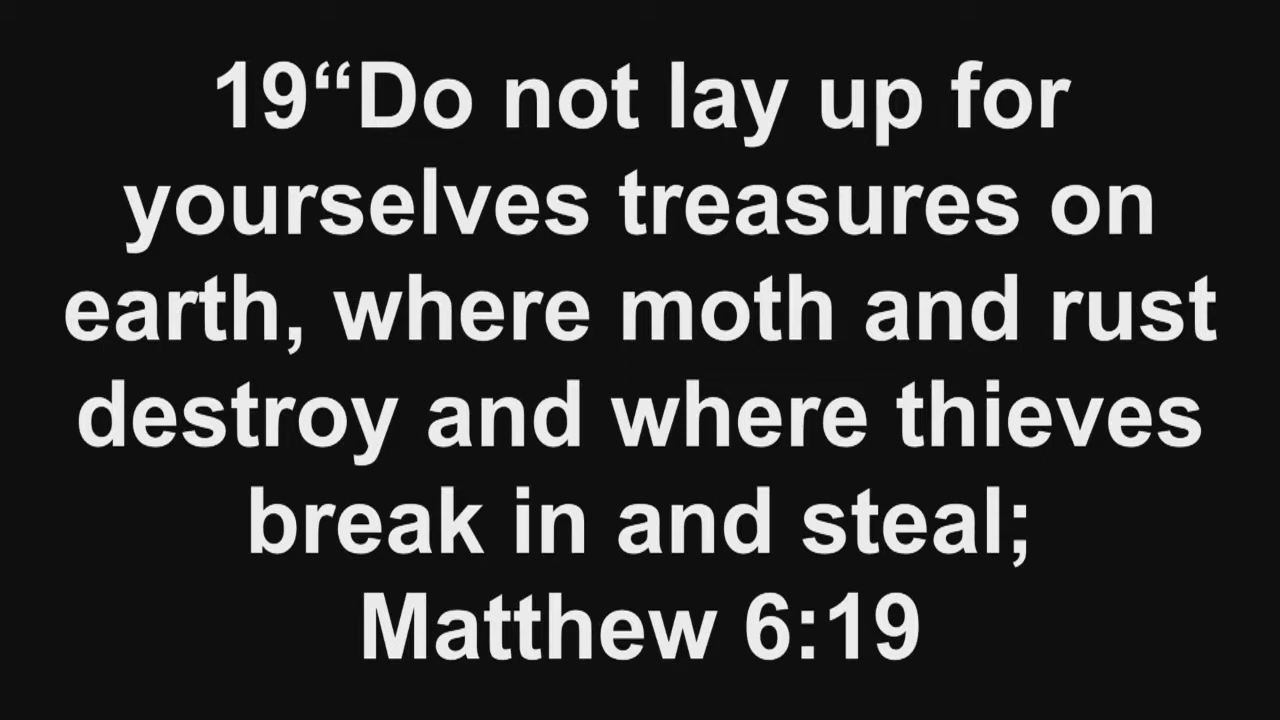 19“Do not lay up for
yourselves treasures on
earth, where moth and rust
destroy and where thieves
break in and steal;
Matthew 6:19